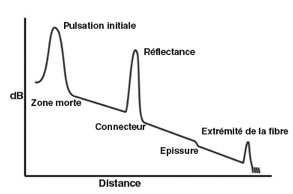 Pulsation initiale
Réflectance
dB
Zone morte
Connecteur
Extrémité de la fibre
Epissure
Distance